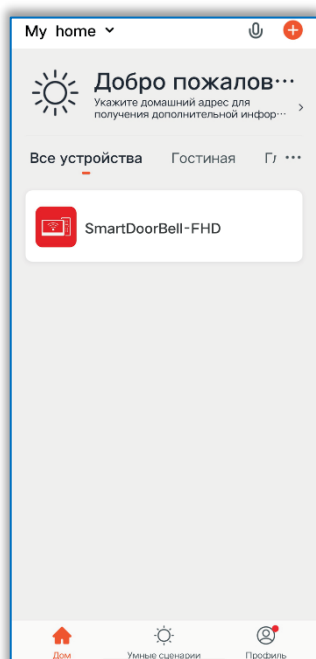 My home
Добро пожалов...
Укажите домашний адрес для
получения дополнительной инфор...
Все устройства Гостиная Гл ...
SmartDoorBell-FHD
Дом Умные сценарии Профиль